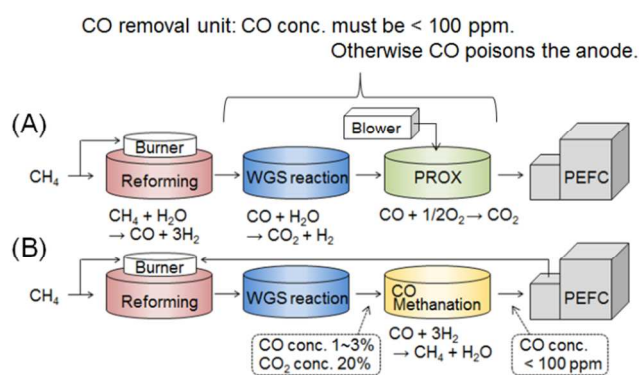 CO removal unit: CO conc. must be < 100 ppm.
Otherwise CO poisons the anode.
(A)
Blower
Burner
CH₄
Reforming
WGS reaction
PROX
PEFC
CH₄ + H₂O
→ CO + 3H₂
CO + H₂O
→ CO₂ + H₂
CO + 1/2O₂ → CO₂
(B)
Burner
CH₄
Reforming
WGS reaction
CO
Methanation
PEFC
CO conc. 1~3%
CO₂ conc. 20%
CO + 3H₂
→ CH₄ + H₂O
CO conc.
< 100 ppm